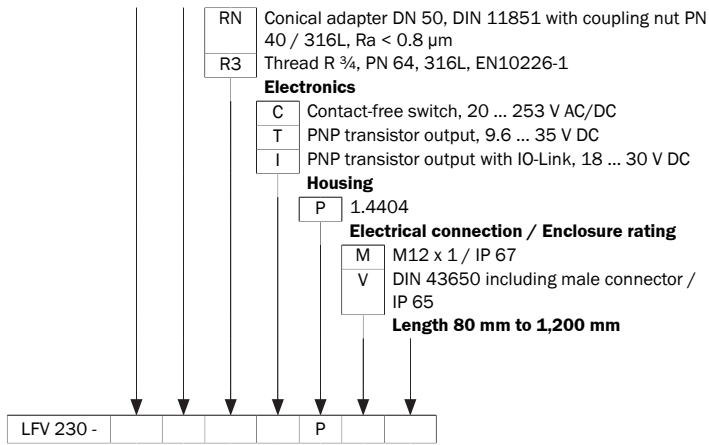 RN Conical adapter DN 50, DIN 11851 with coupling nut PN
40 / 316L, Ra < 0.8 µm
R3 Thread R ¾, PN 64, 316L, EN10226-1
Electronics
C Contact-free switch, 20 ... 253 V AC/DC
T PNP transistor output, 9.6 ... 35 V DC
I PNP transistor output with IO-Link, 18 ... 30 V DC
Housing
P 1.4404
Electrical connection / Enclosure rating
M M12 x 1 / IP 67
V DIN 43650 including male connector /
IP 65
Length 80 mm to 1,200 mm
LFV 230 - P